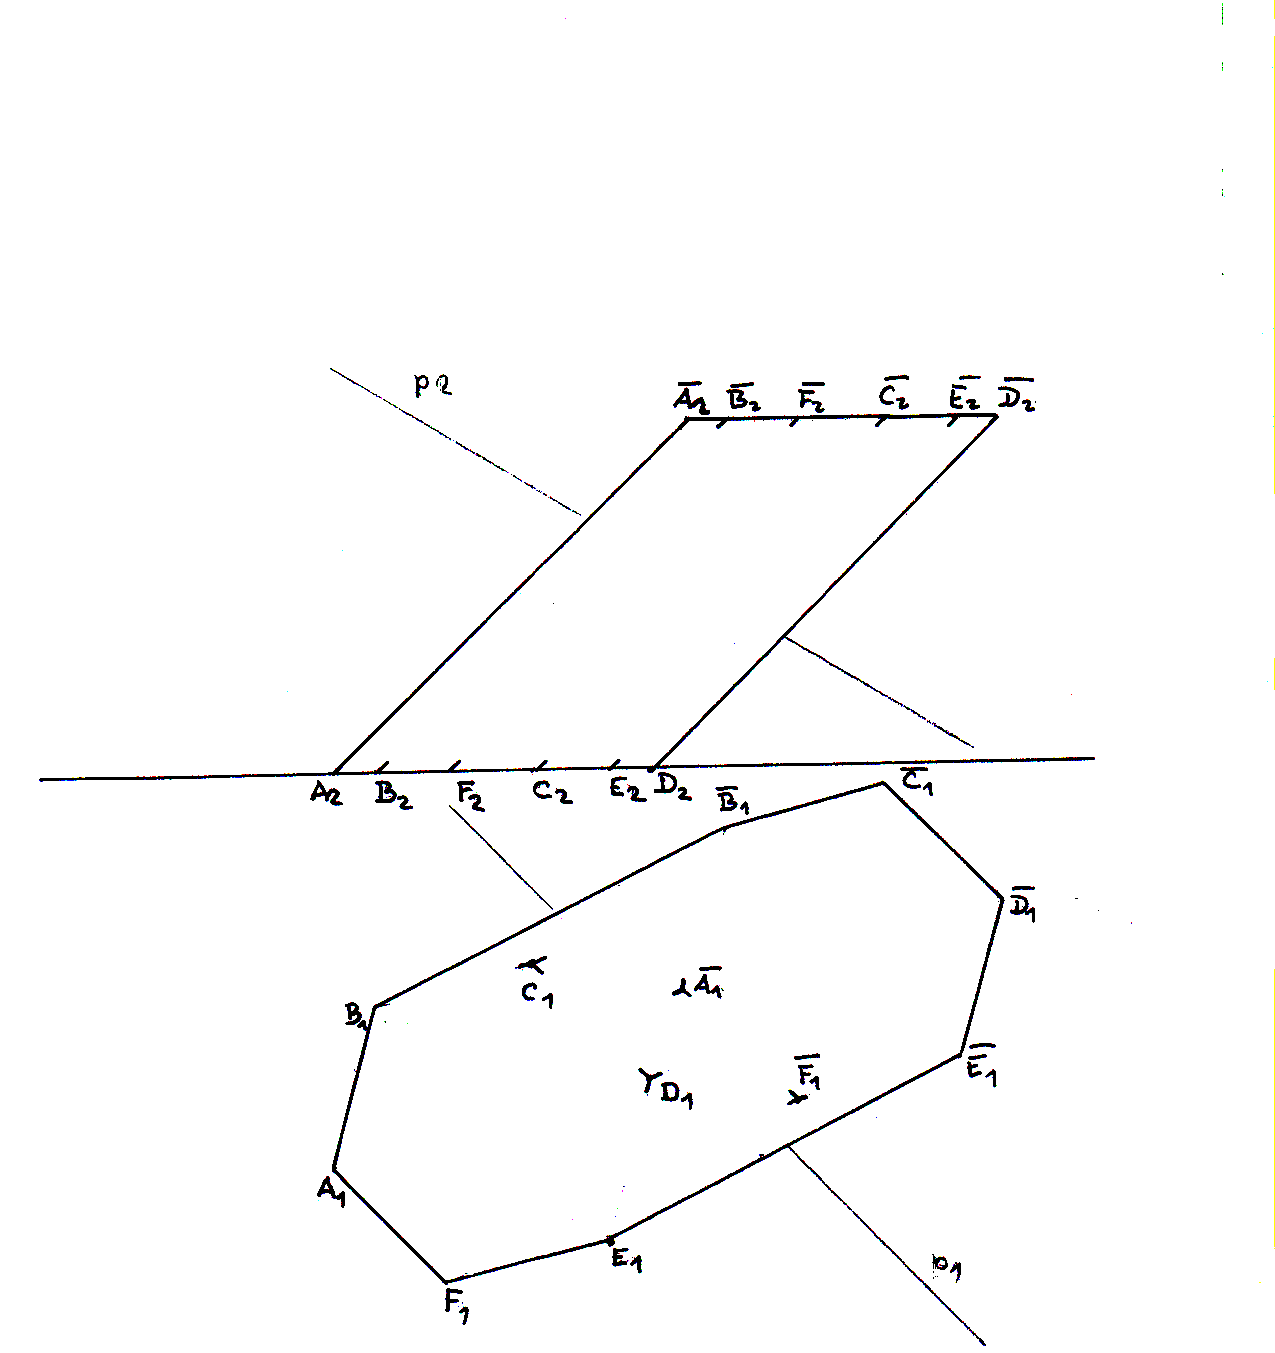 p2
A̅2 B̅2 F̅2 C̅2 E̅2 D̅2
A2 B2 F2 C2 E2 D2
B̅1 C̅1
D̅1
C1 A̅1
B1
D1 F̅1 E̅1
A1
E1 p1
F1